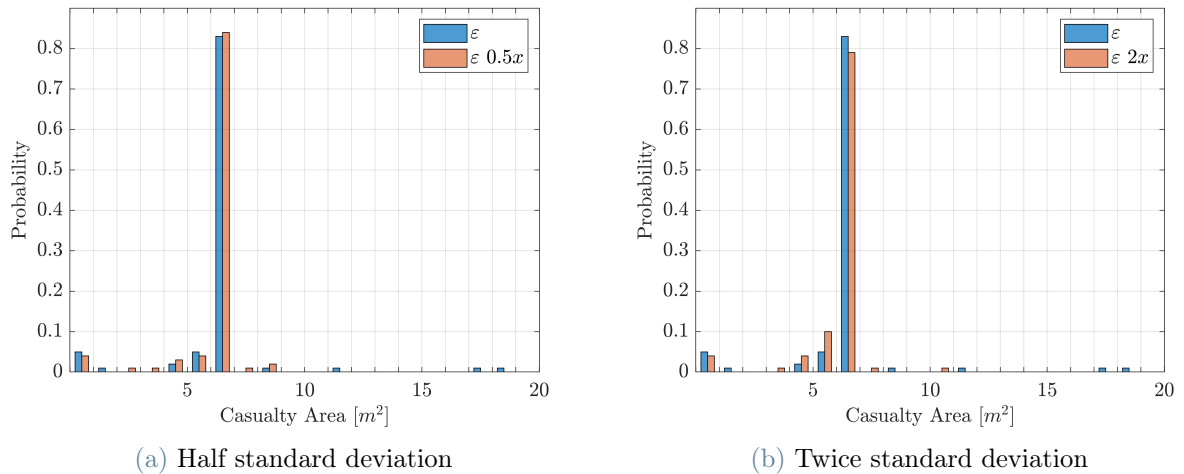 0.8
0.7
0.6
0.5
0.4
0.3
0.2
0.1
0
Probability
5
10
15
20
Casualty Area [m²]
ε
ε 0.5x
(a) Half standard deviation
0.8
0.7
0.6
0.5
0.4
0.3
0.2
0.1
0
Probability
5
10
15
20
Casualty Area [m²]
ε
ε 2x
(b) Twice standard deviation